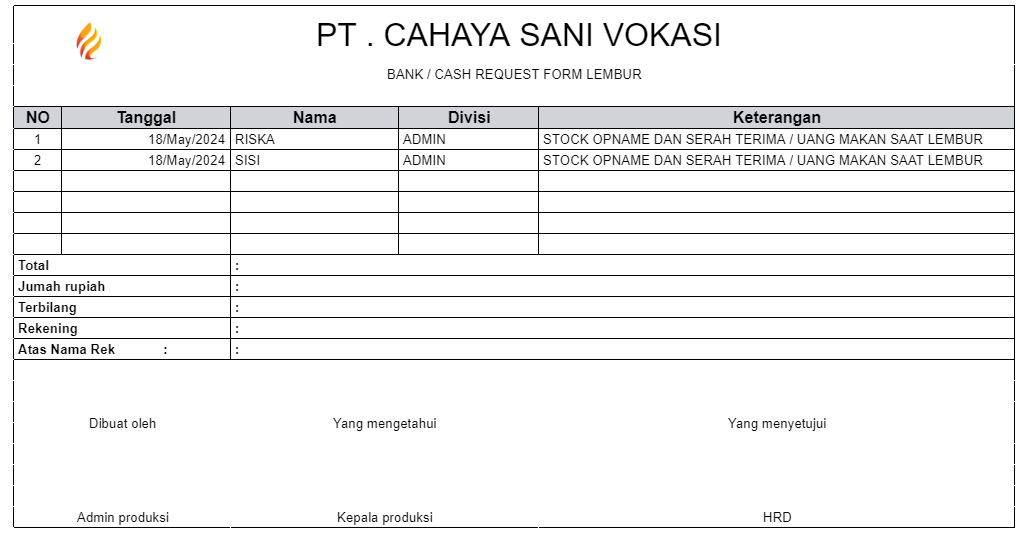 PT . CAHAYA SANI VOKASI
BANK / CASH REQUEST FORM LEMBUR
NO Tanggal Nama Divisi Keterangan
1 18/May/2024 RISKA ADMIN STOCK OPNAME DAN SERAH TERIMA / UANG MAKAN SAAT LEMBUR
2 18/May/2024 SISI ADMIN STOCK OPNAME DAN SERAH TERIMA / UANG MAKAN SAAT LEMBUR
Total :
Jumah rupiah :
Terbilang :
Rekening :
Atas Nama Rek : :
Dibuat oleh Yang mengetahui Yang menyetujui
Admin produksi Kepala produksi HRD